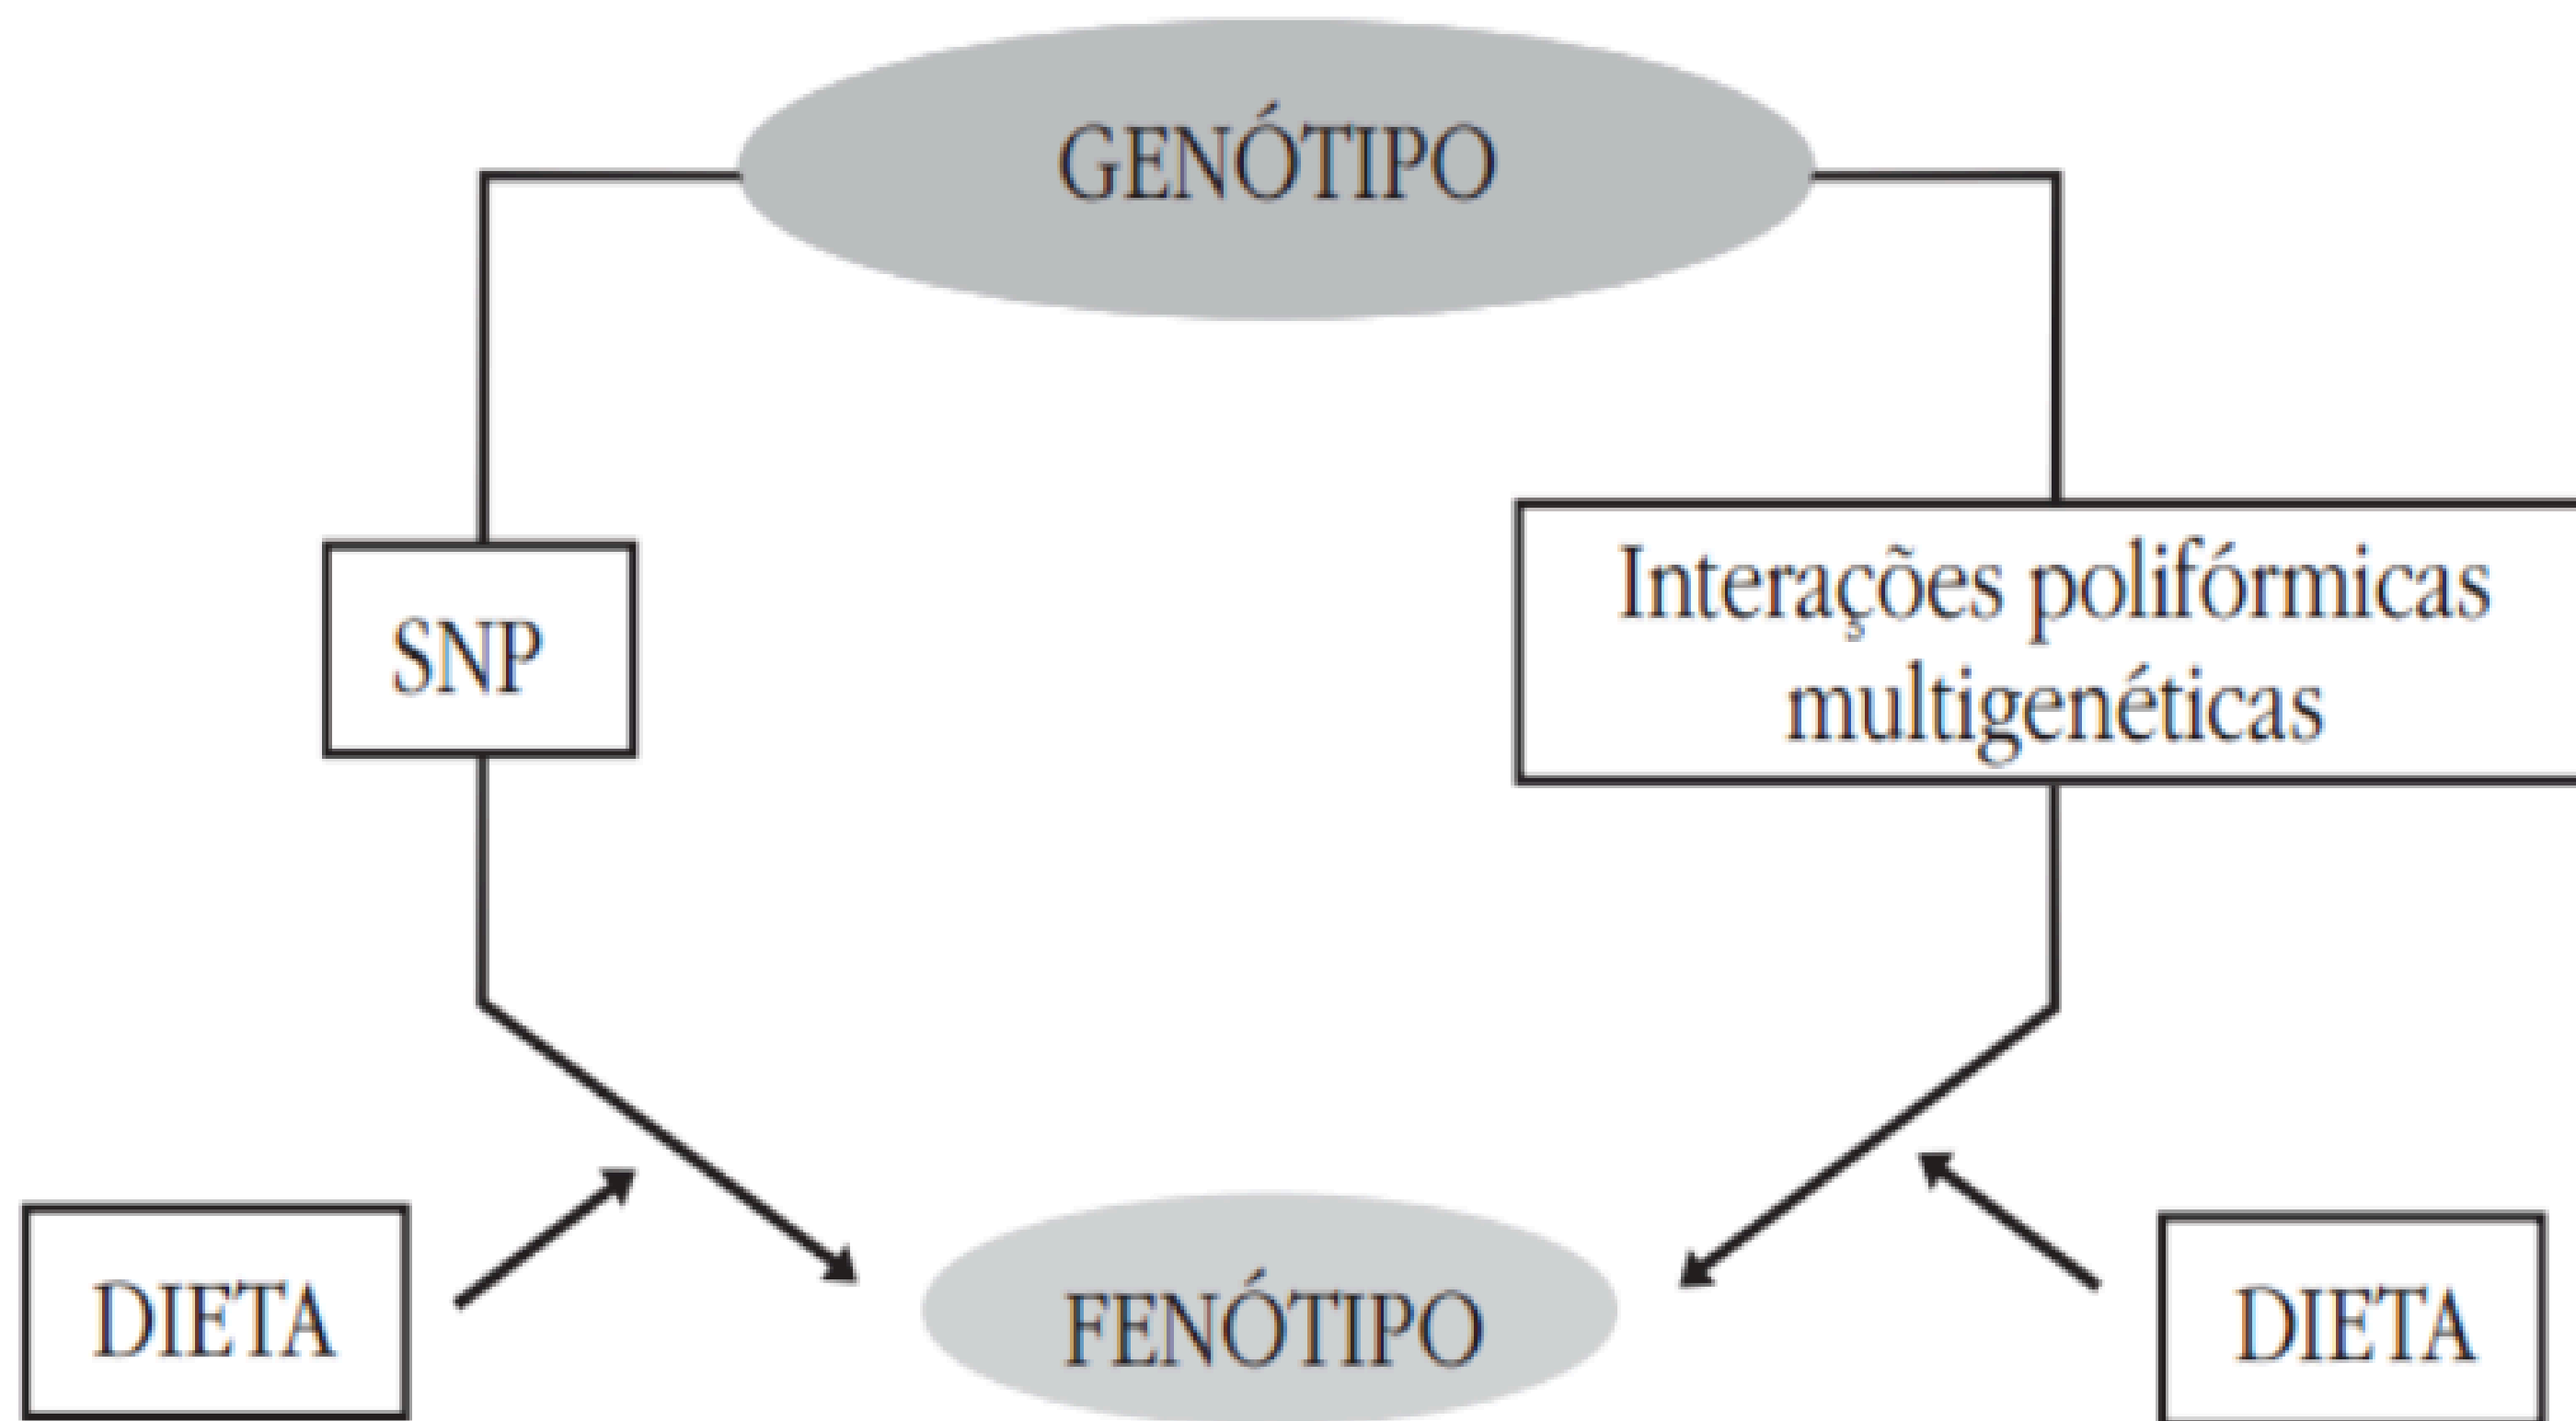 GENÓTIPO
SNP
Interações polifórmicas
multigenéticas
DIETA
FENÓTIPO
DIETA